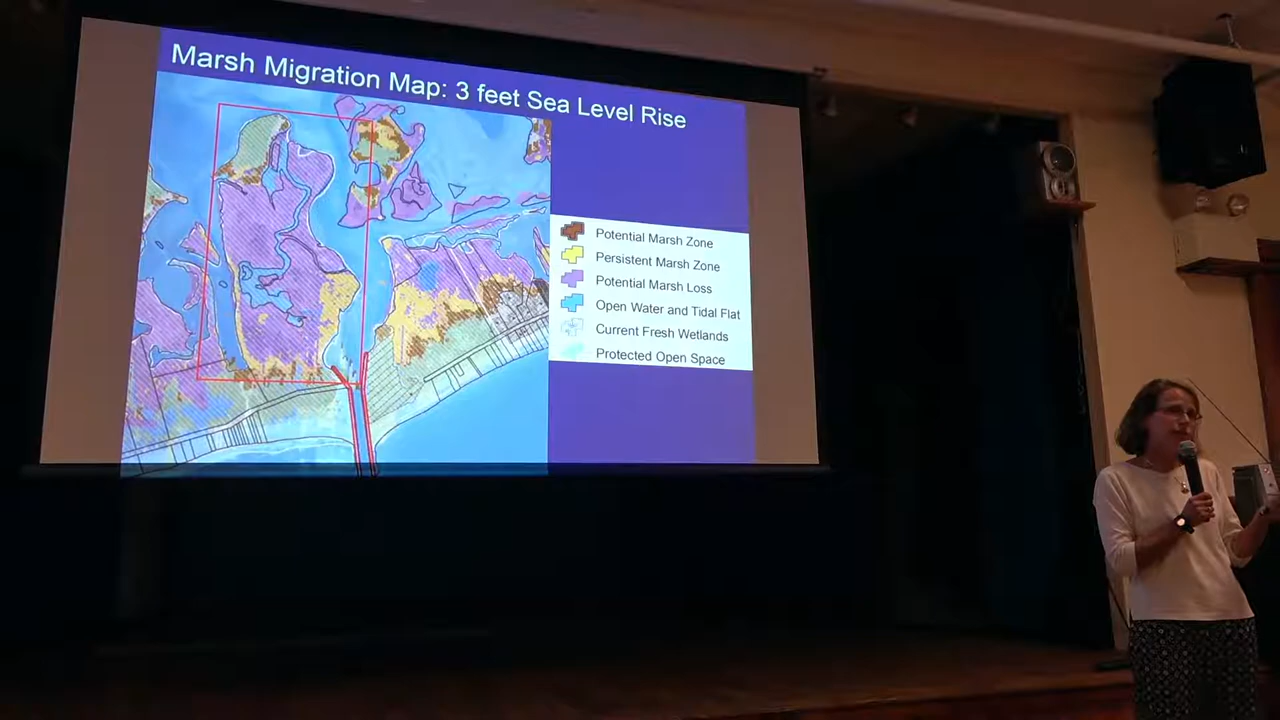 Marsh Migration Map: 3 feet Sea Level Rise
Potential Marsh Zone
Persistent Marsh Zone
Potential Marsh Loss
Open Water and Tidal Flat
Current Fresh Wetlands
Protected Open Space